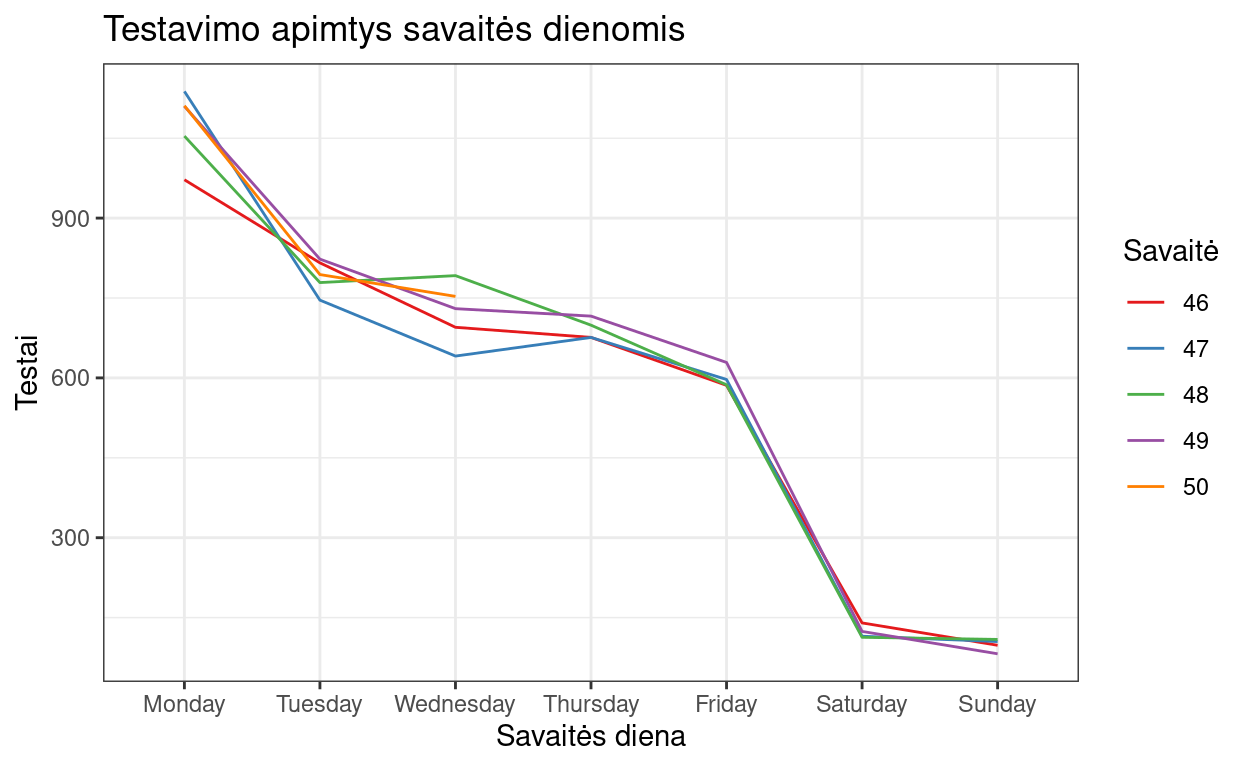 Testavimo apimtys savaitės dienomis
Testai
900
600
300
Monday Tuesday Wednesday Thursday Friday Saturday Sunday
Savaitės diena
Savaitė
46
47
48
49
50